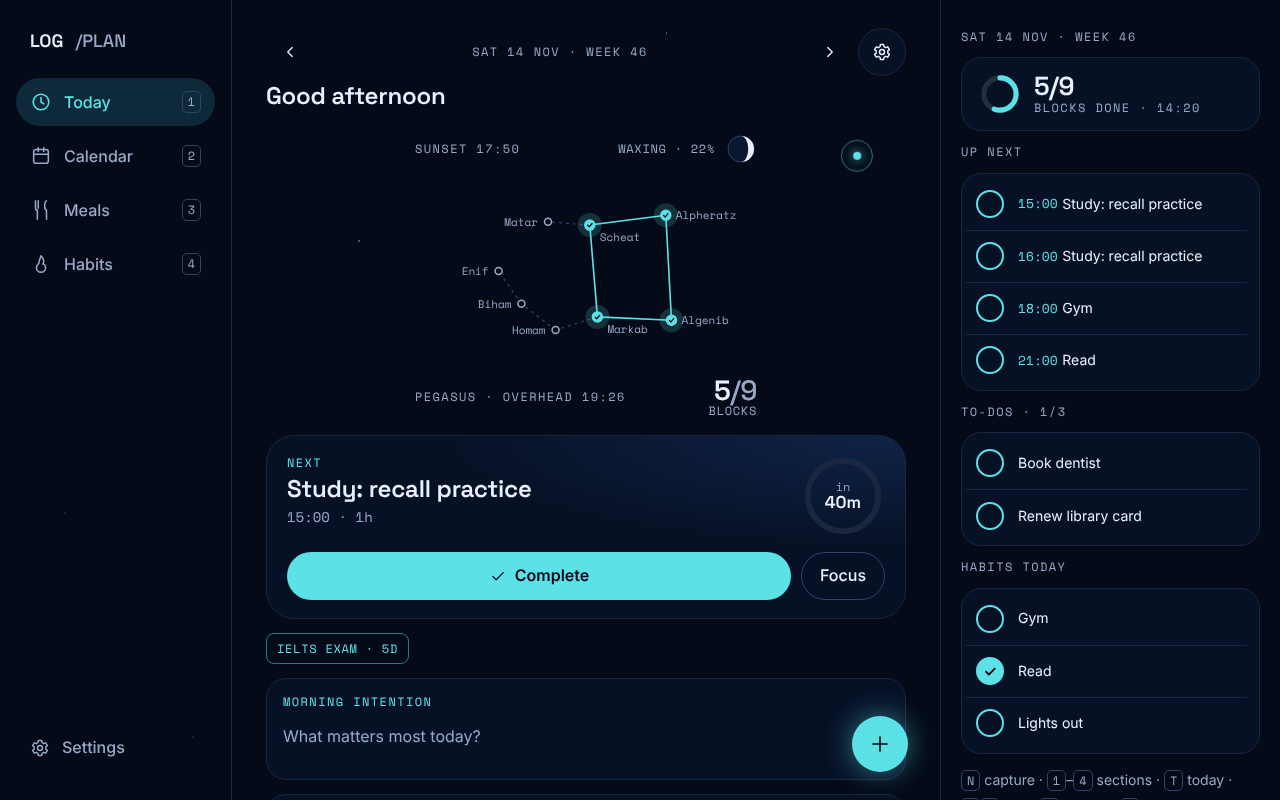 LOG /PLAN
Today 1
Calendar 2
Meals 3
Habits 4
Settings
SAT 14 NOV · WEEK 46
Good afternoon
SUNSET 17:50
WAXING · 22%
Matar
Scheat
Alpheratz
Enif
Biham
Homam
Markab
Algenib
PEGASUS · OVERHEAD 19:26
5/9
BLOCKS
NEXT
Study: recall practice
15:00 · 1h
in
40m
Complete
Focus
IELTS EXAM · 5D
MORNING INTENTION
What matters most today?
SAT 14 NOV · WEEK 46
5/9
BLOCKS DONE · 14:20
UP NEXT
15:00 Study: recall practice
16:00 Study: recall practice
18:00 Gym
21:00 Read
TO-DOS · 1/3
Book dentist
Renew library card
HABITS TODAY
Gym
Read
Lights out
N capture · 1–4 sections · T today ·